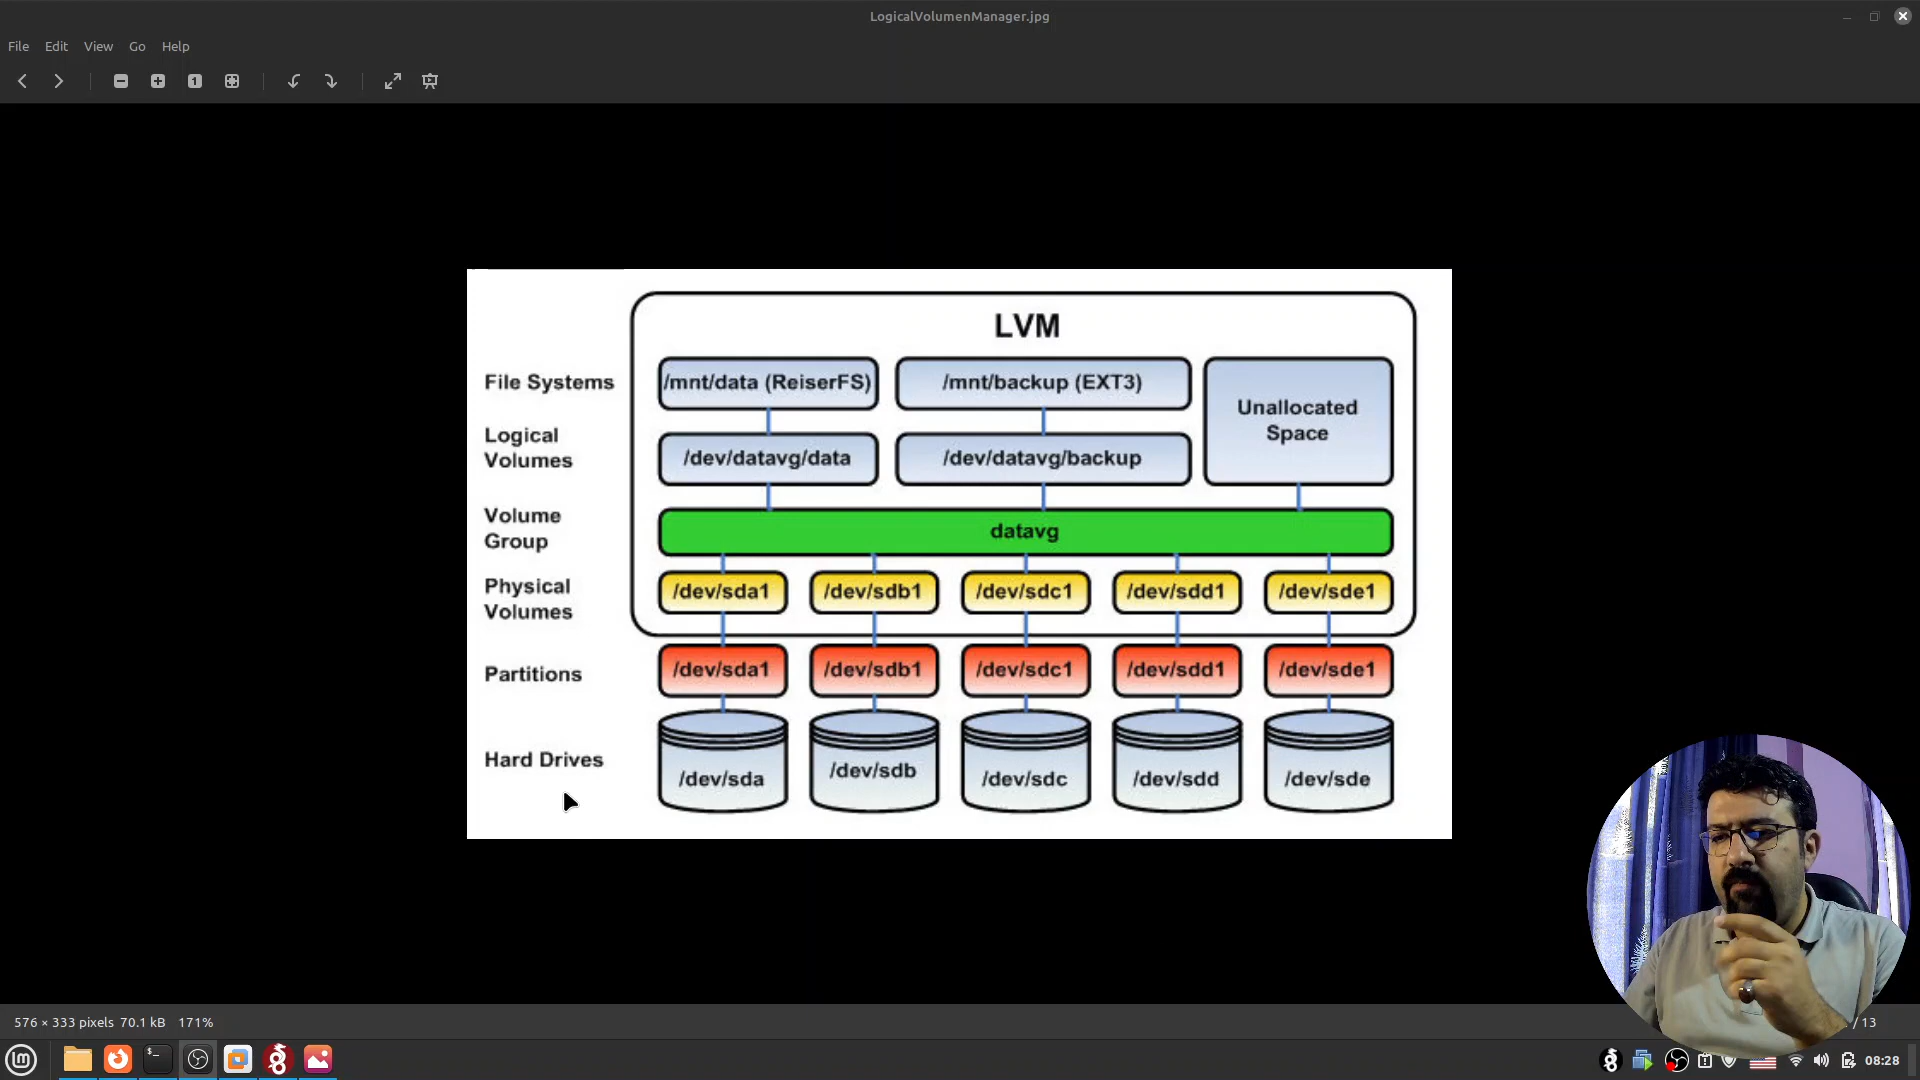 LogicalVolumenManager.jpg
File Edit View Go Help
LVM
File Systems
/mnt/data (ReiserFS)
/mnt/backup (EXT3)
Unallocated
Space
Logical
Volumes
/dev/datavg/data
/dev/datavg/backup
Volume
Group
datavg
Physical
Volumes
/dev/sda1
/dev/sdb1
/dev/sdc1
/dev/sdd1
/dev/sde1
Partitions
/dev/sda1
/dev/sdb1
/dev/sdc1
/dev/sdd1
/dev/sde1
Hard Drives
/dev/sda
/dev/sdb
/dev/sdc
/dev/sdd
/dev/sde
576 × 333 pixels 70.1 kB 171%
/ 13
08:28